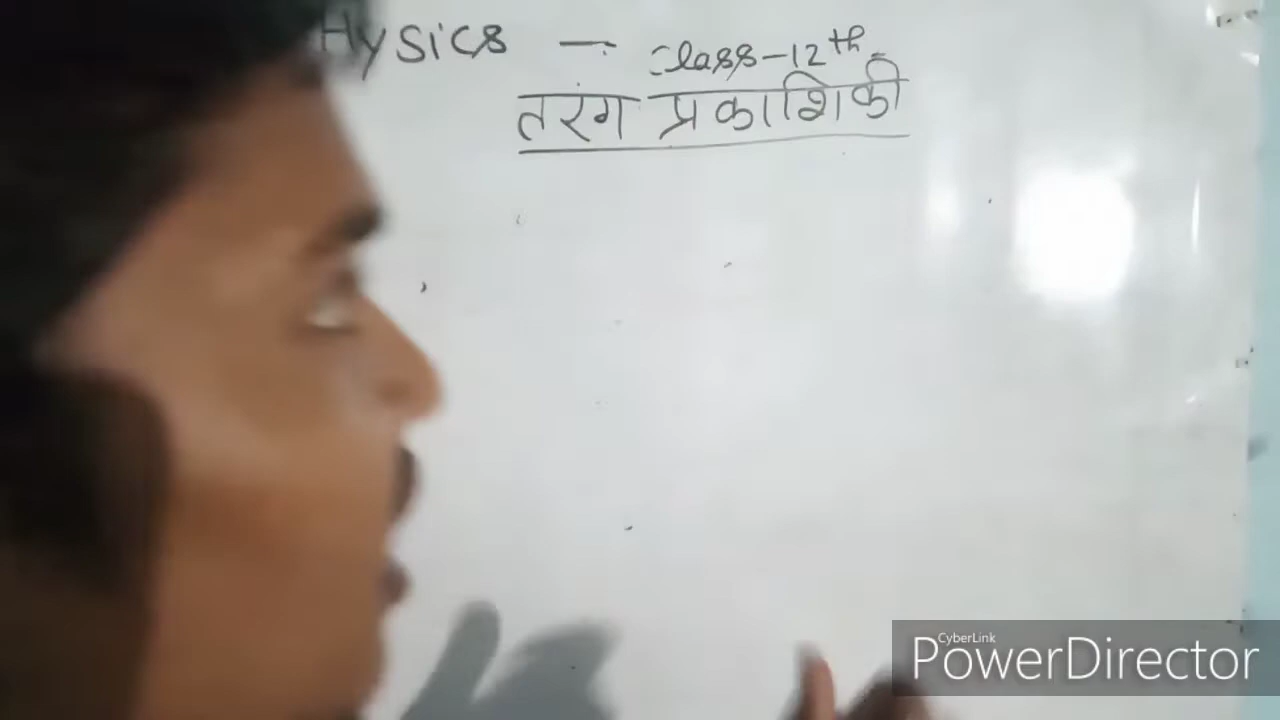 Hysics — Class-12th
तरंग प्रकाशिकी
CyberLink
PowerDirector